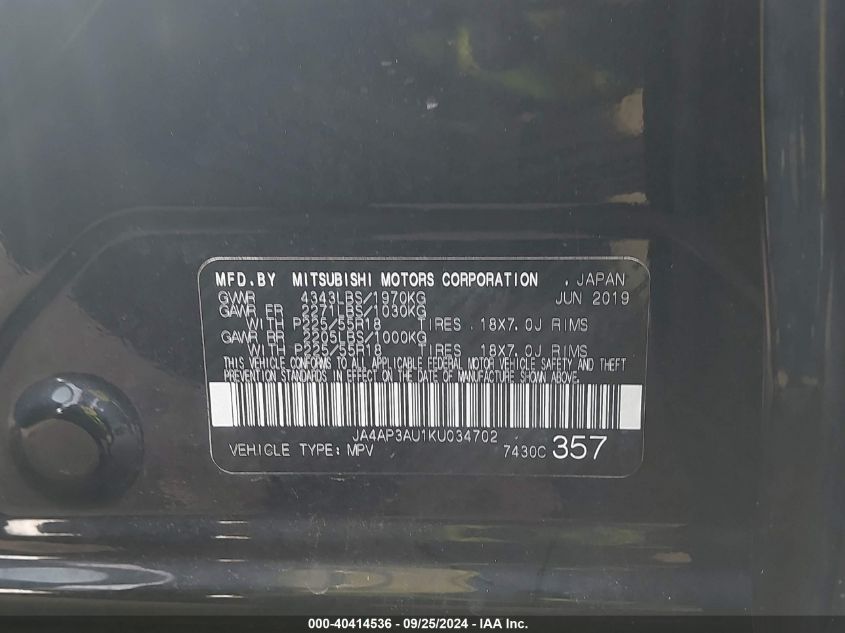 MFD.BY MITSUBISHI MOTORS CORPORATION . JAPAN
GVWR 4343LBS/1970KG JUN 2019
GAWR FR 2271LBS/1030KG
WITH P225/55R18 TIRES . 18X7.0J RIMS
GAWR RR 2205LBS/1000KG
WITH P225/55R18 TIRES 18X7.0J RIMS
THIS VEHICLE CONFORMS TO ALL APPLICABLE FEDERAL MOTOR VEHICLE SAFETY AND THEFT
PREVENTION STANDARDS IN EFFECT ON THE DATE OF MANUFACTURE SHOWN ABOVE.
JA4AP3AU1KU034702
VEHICLE TYPE: MPV 7430C 357
000-40414536 - 09/25/2024 - IAA Inc.